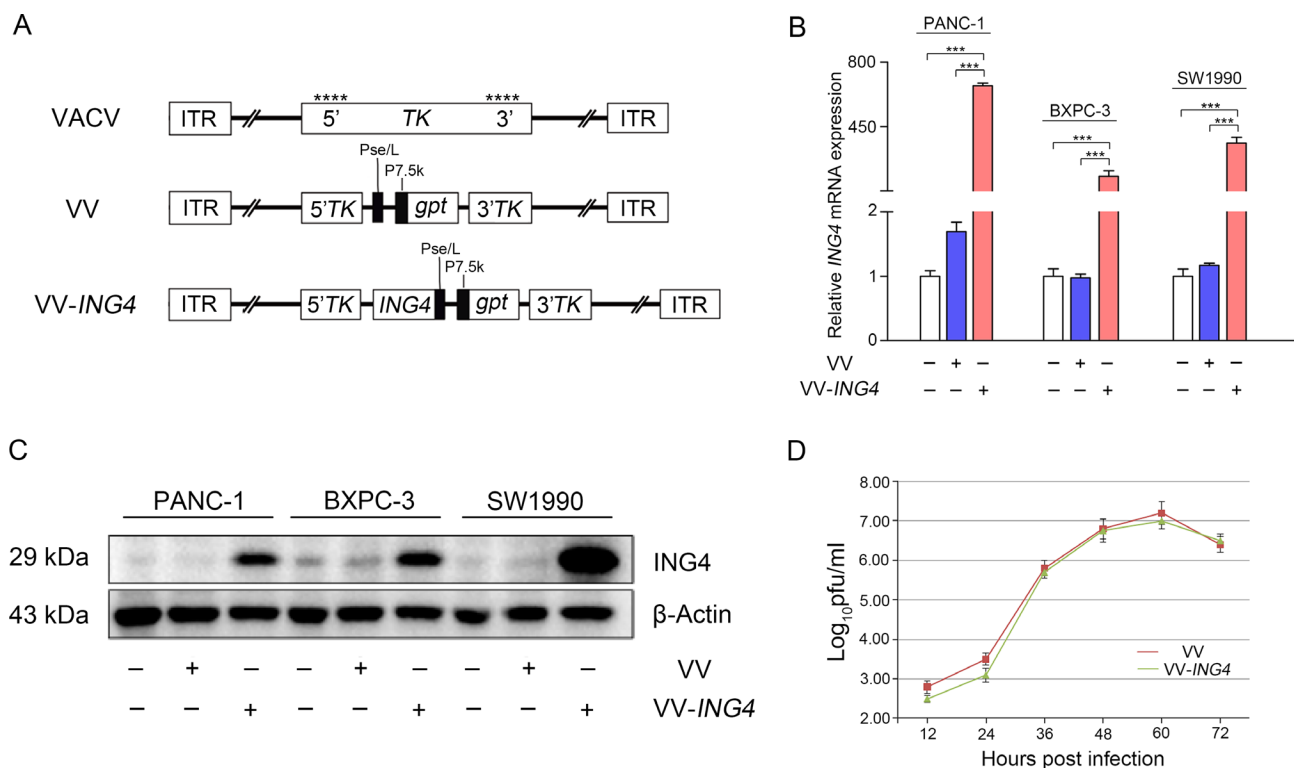 A
VACV
ITR
****
5'
TK
****
3'
ITR
Pse/L
P7.5k
VV
ITR
5'TK
gpt
3'TK
ITR
Pse/L
P7.5k
VV-ING4
ITR
5'TK
ING4
gpt
3'TK
ITR
B
Relative ING4 mRNA expression
800
450
2
1
0
PANC-1
***
***
BXPC-3
***
***
SW1990
***
***
– + – – + – – + – VV
– – + – – + – – + VV-ING4
C
PANC-1 BXPC-3 SW1990
29 kDa ING4
43 kDa β-Actin
– + – – + – – + – VV
– – + – – + – – + VV-ING4
D
Log10pfu/ml
8.00
7.00
6.00
5.00
4.00
3.00
2.00
VV
VV-ING4
12 24 36 48 60 72
Hours post infection